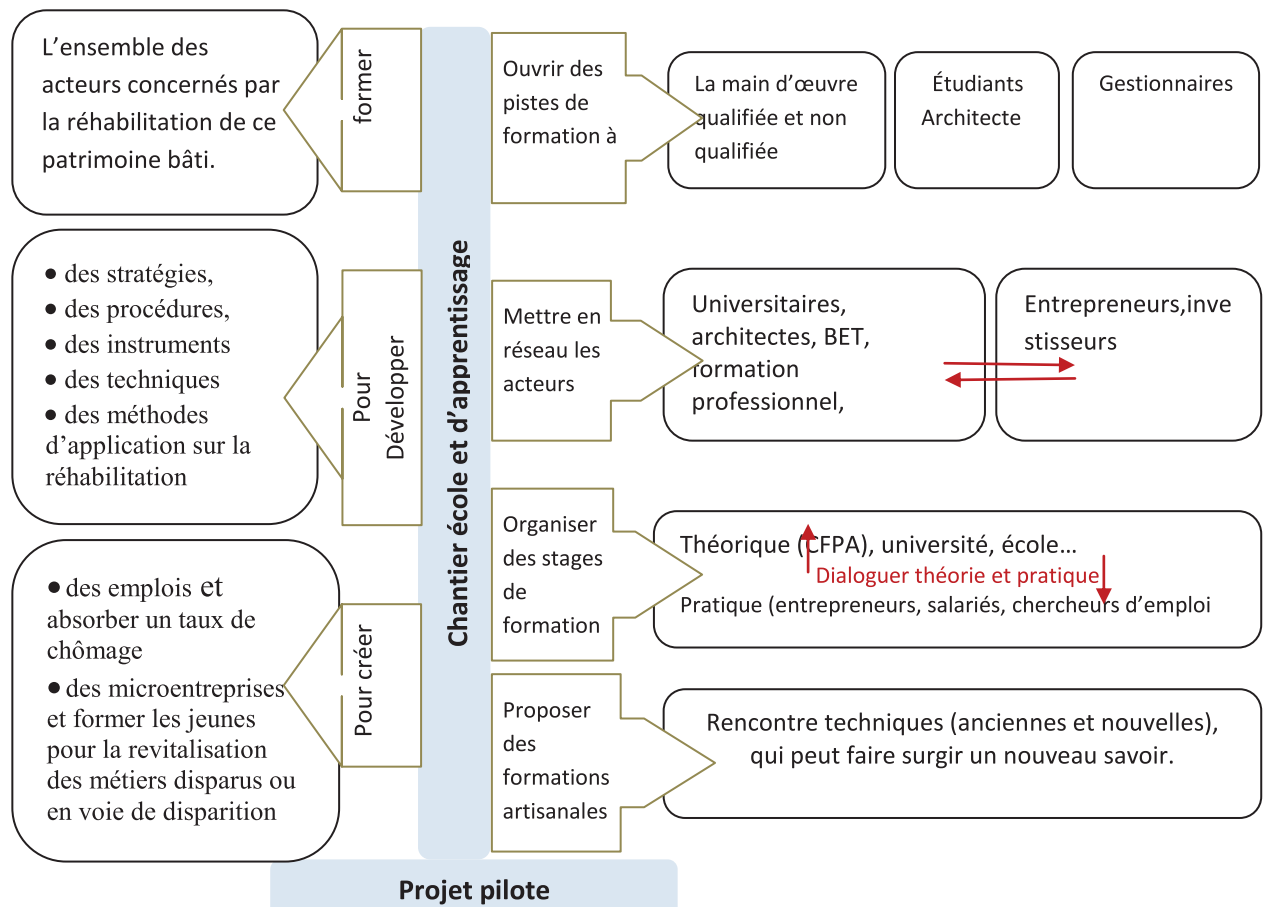 L’ensemble des
acteurs concernés par
la réhabilitation de ce
patrimoine bâti.
former
• des stratégies,
• des procédures,
• des instruments
• des techniques
• des méthodes
d’application sur la
réhabilitation
Pour
Développer
• des emplois et
absorber un taux de
chômage
• des microentreprises
et former les jeunes
pour la revitalisation
des métiers disparus ou
en voie de disparition
Pour créer
Chantier école et d’apprentissage
Ouvrir des
pistes de
formation à
La main d’œuvre
qualifiée et non
qualifiée
Étudiants
Architecte
Gestionnaires
Mettre en
réseau les
acteurs
Universitaires,
architectes, BET,
formation
professionnel,
Entrepreneurs,inve
stisseurs
Organiser
des stages
de
formation
Théorique (CFPA), université, école…
Dialoguer théorie et pratique
Pratique (entrepreneurs, salariés, chercheurs d’emploi
Proposer
des
formations
artisanales
Rencontre techniques (anciennes et nouvelles),
qui peut faire surgir un nouveau savoir.
Projet pilote